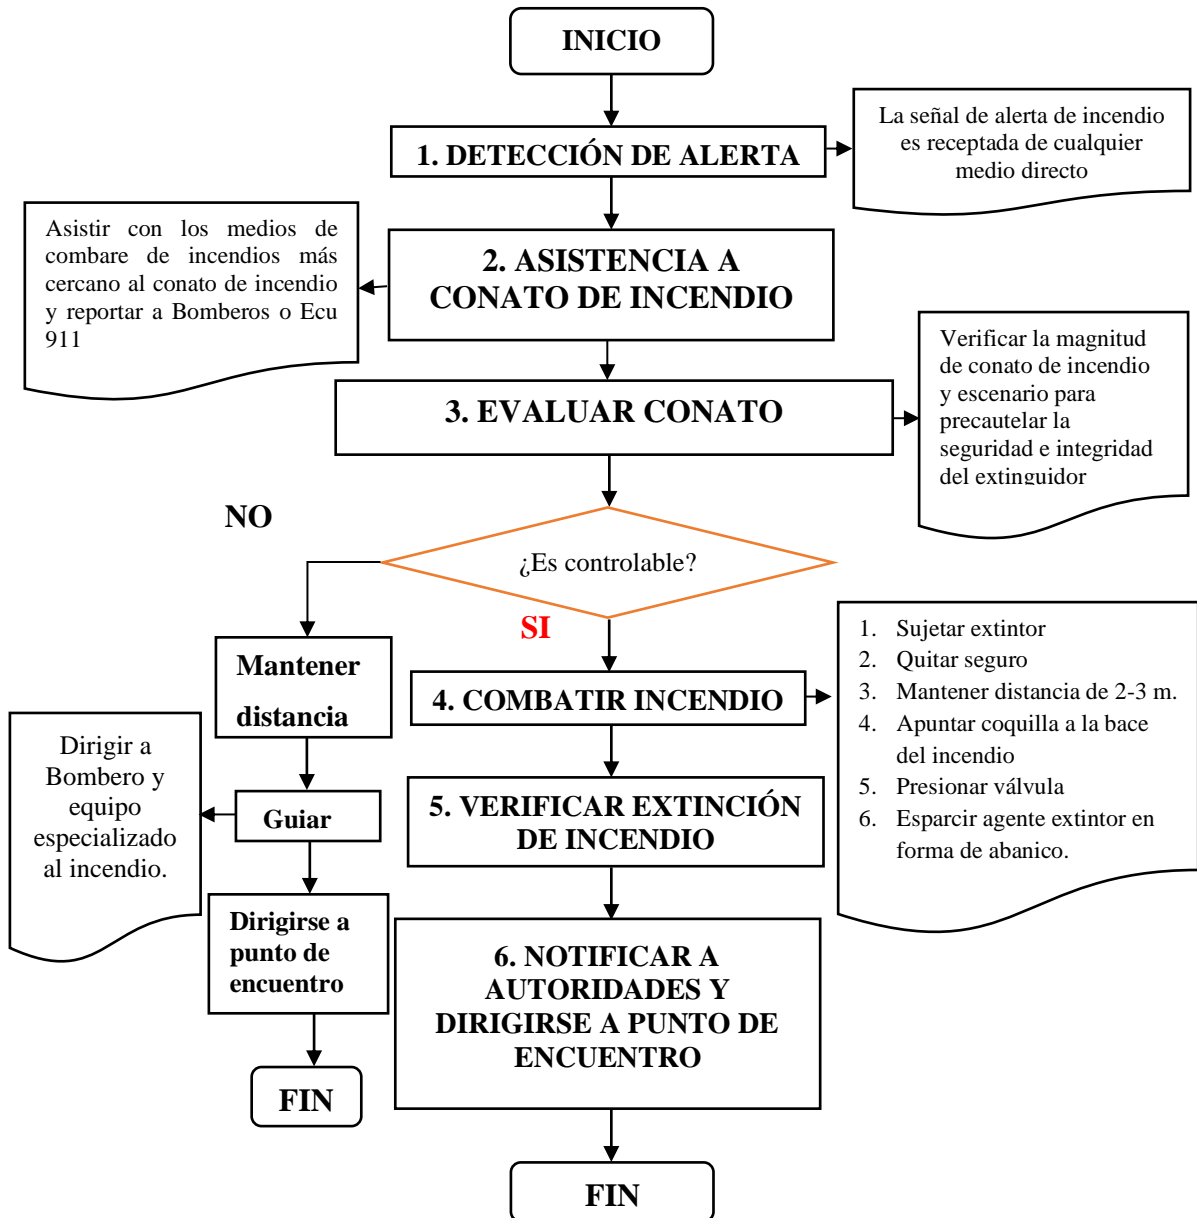 INICIO
1. DETECCIÓN DE ALERTA
La señal de alerta de incendio
es receptada de cualquier
medio directo
2. ASISTENCIA A
CONATO DE INCENDIO
Asistir con los medios de
combare de incendios más
cercano al conato de incendio
y reportar a Bomberos o Ecu
911
3. EVALUAR CONATO
Verificar la magnitud
de conato de incendio
y escenario para
precautelar la
seguridad e integridad
del extinguidor
¿Es controlable?
NO
Mantener
distancia
Guiar
Dirigir a
Bombero y
equipo
especializado
al incendio.
Dirigirse a
punto de
encuentro
FIN
SI
4. COMBATIR INCENDIO
1. Sujetar extintor
2. Quitar seguro
3. Mantener distancia de 2-3 m.
4. Apuntar coquilla a la bace
del incendio
5. Presionar válvula
6. Esparcir agente extintor en
forma de abanico.
5. VERIFICAR EXTINCIÓN
DE INCENDIO
6. NOTIFICAR A
AUTORIDADES Y
DIRIGIRSE A PUNTO DE
ENCUENTRO
FIN